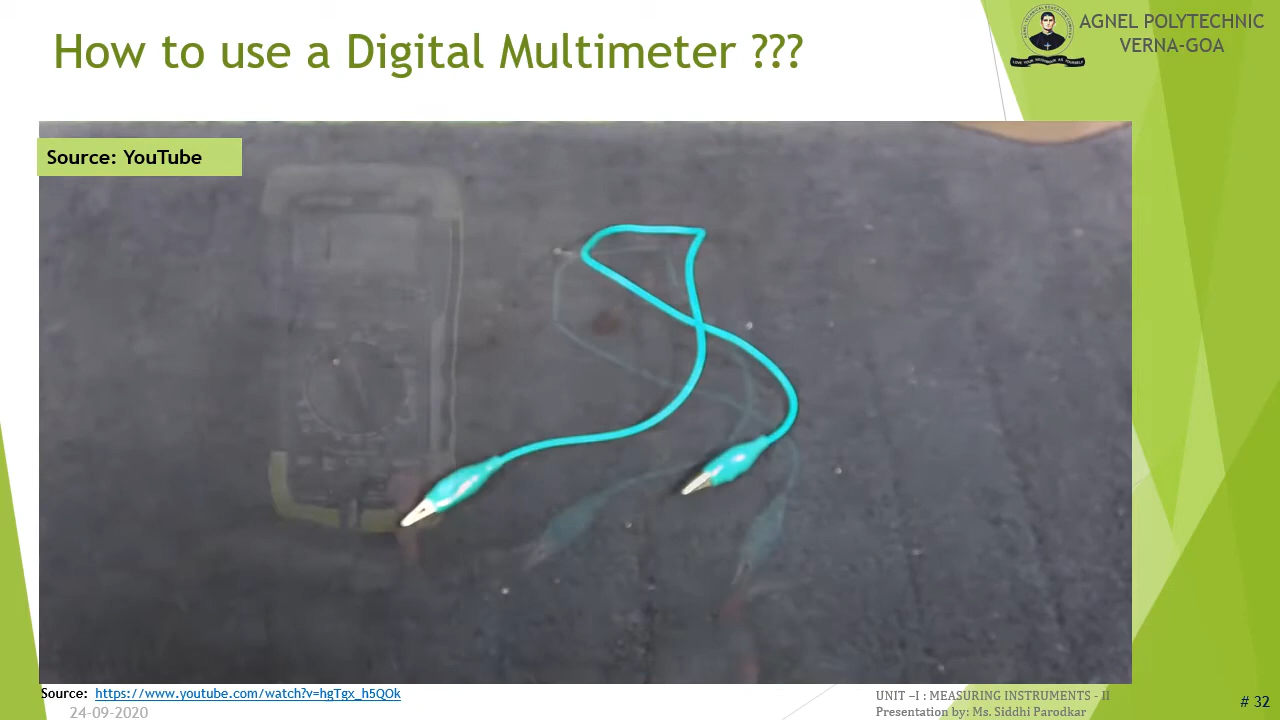 How to use a Digital Multimeter ???
AGNEL POLYTECHNIC
VERNA-GOA
Source: YouTube
Source: https://www.youtube.com/watch?v=hgTgx_h5QOk
24-09-2020
UNIT –I : MEASURING INSTRUMENTS - II
Presentation by: Ms. Siddhi Parodkar
# 32